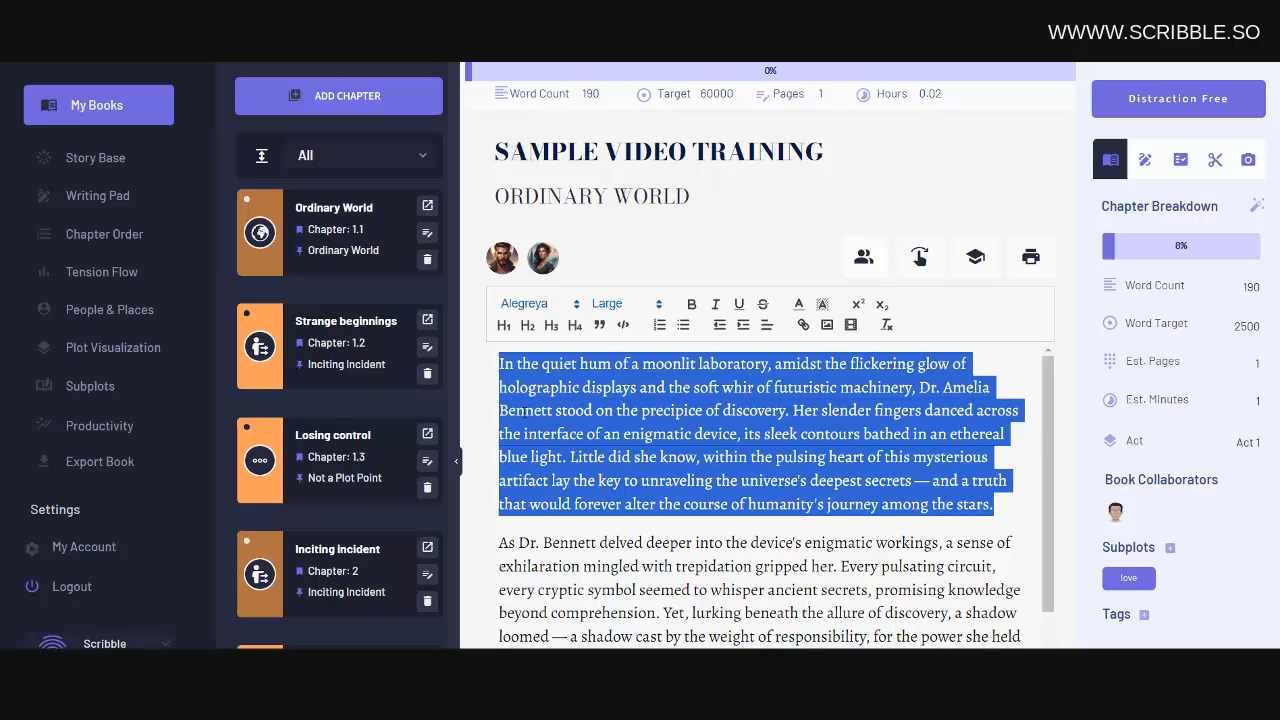 WWWW.SCRIBBLE.SO
My Books
Story Base
Writing Pad
Chapter Order
Tension Flow
People & Places
Plot Visualization
Subplots
Productivity
Export Book
Settings
My Account
Logout
Scribble
ADD CHAPTER
All
Ordinary World
Chapter: 1.1
Ordinary World
Strange beginnings
Chapter: 1.2
Inciting Incident
Losing control
Chapter: 1.3
Not a Plot Point
Inciting incident
Chapter: 2
Inciting Incident
0%
Word Count 190 Target 60000 Pages 1 Hours 0.02
SAMPLE VIDEO TRAINING
ORDINARY WORLD
Alegreya Large B I U S A A x² x₂
H1 H2 H3 H4
In the quiet hum of a moonlit laboratory, amidst the flickering glow of
holographic displays and the soft whir of futuristic machinery, Dr. Amelia
Bennett stood on the precipice of discovery. Her slender fingers danced across
the interface of an enigmatic device, its sleek contours bathed in an ethereal
blue light. Little did she know, within the pulsing heart of this mysterious
artifact lay the key to unraveling the universe's deepest secrets — and a truth
that would forever alter the course of humanity's journey among the stars.
As Dr. Bennett delved deeper into the device's enigmatic workings, a sense of
exhilaration mingled with trepidation gripped her. Every pulsating circuit,
every cryptic symbol seemed to whisper ancient secrets, promising knowledge
beyond comprehension. Yet, lurking beneath the allure of discovery, a shadow
loomed — a shadow cast by the weight of responsibility, for the power she held
Distraction Free
Chapter Breakdown
8%
Word Count 190
Word Target 2500
Est. Pages 1
Est. Minutes 1
Act Act 1
Book Collaborators
Subplots
love
Tags